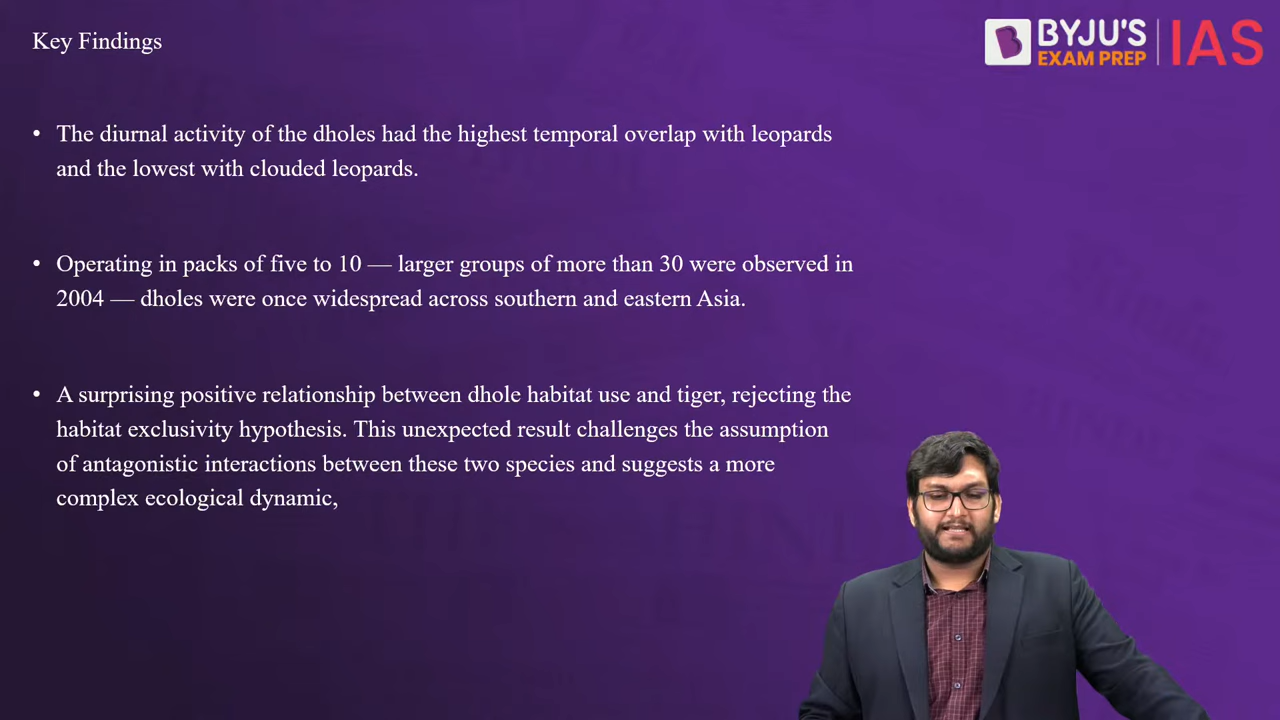 Key Findings
BYJU'S
EXAM PREP
IAS
• The diurnal activity of the dholes had the highest temporal overlap with leopards
and the lowest with clouded leopards.
• Operating in packs of five to 10 — larger groups of more than 30 were observed in
2004 — dholes were once widespread across southern and eastern Asia.
• A surprising positive relationship between dhole habitat use and tiger, rejecting the
habitat exclusivity hypothesis. This unexpected result challenges the assumption
of antagonistic interactions between these two species and suggests a more
complex ecological dynamic,